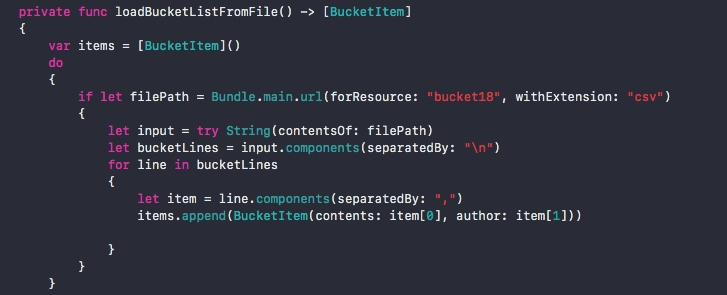 private func loadBucketListFromFile() -> [BucketItem]
{
    var items = [BucketItem]()
    do
    {
        if let filePath = Bundle.main.url(forResource: "bucket18", withExtension: "csv")
        {
            let input = try String(contentsOf: filePath)
            let bucketLines = input.components(separatedBy: "\n")
            for line in bucketLines
            {
                let item = line.components(separatedBy: ",")
                items.append(BucketItem(contents: item[0], author: item[1]))
            }
        }
    }